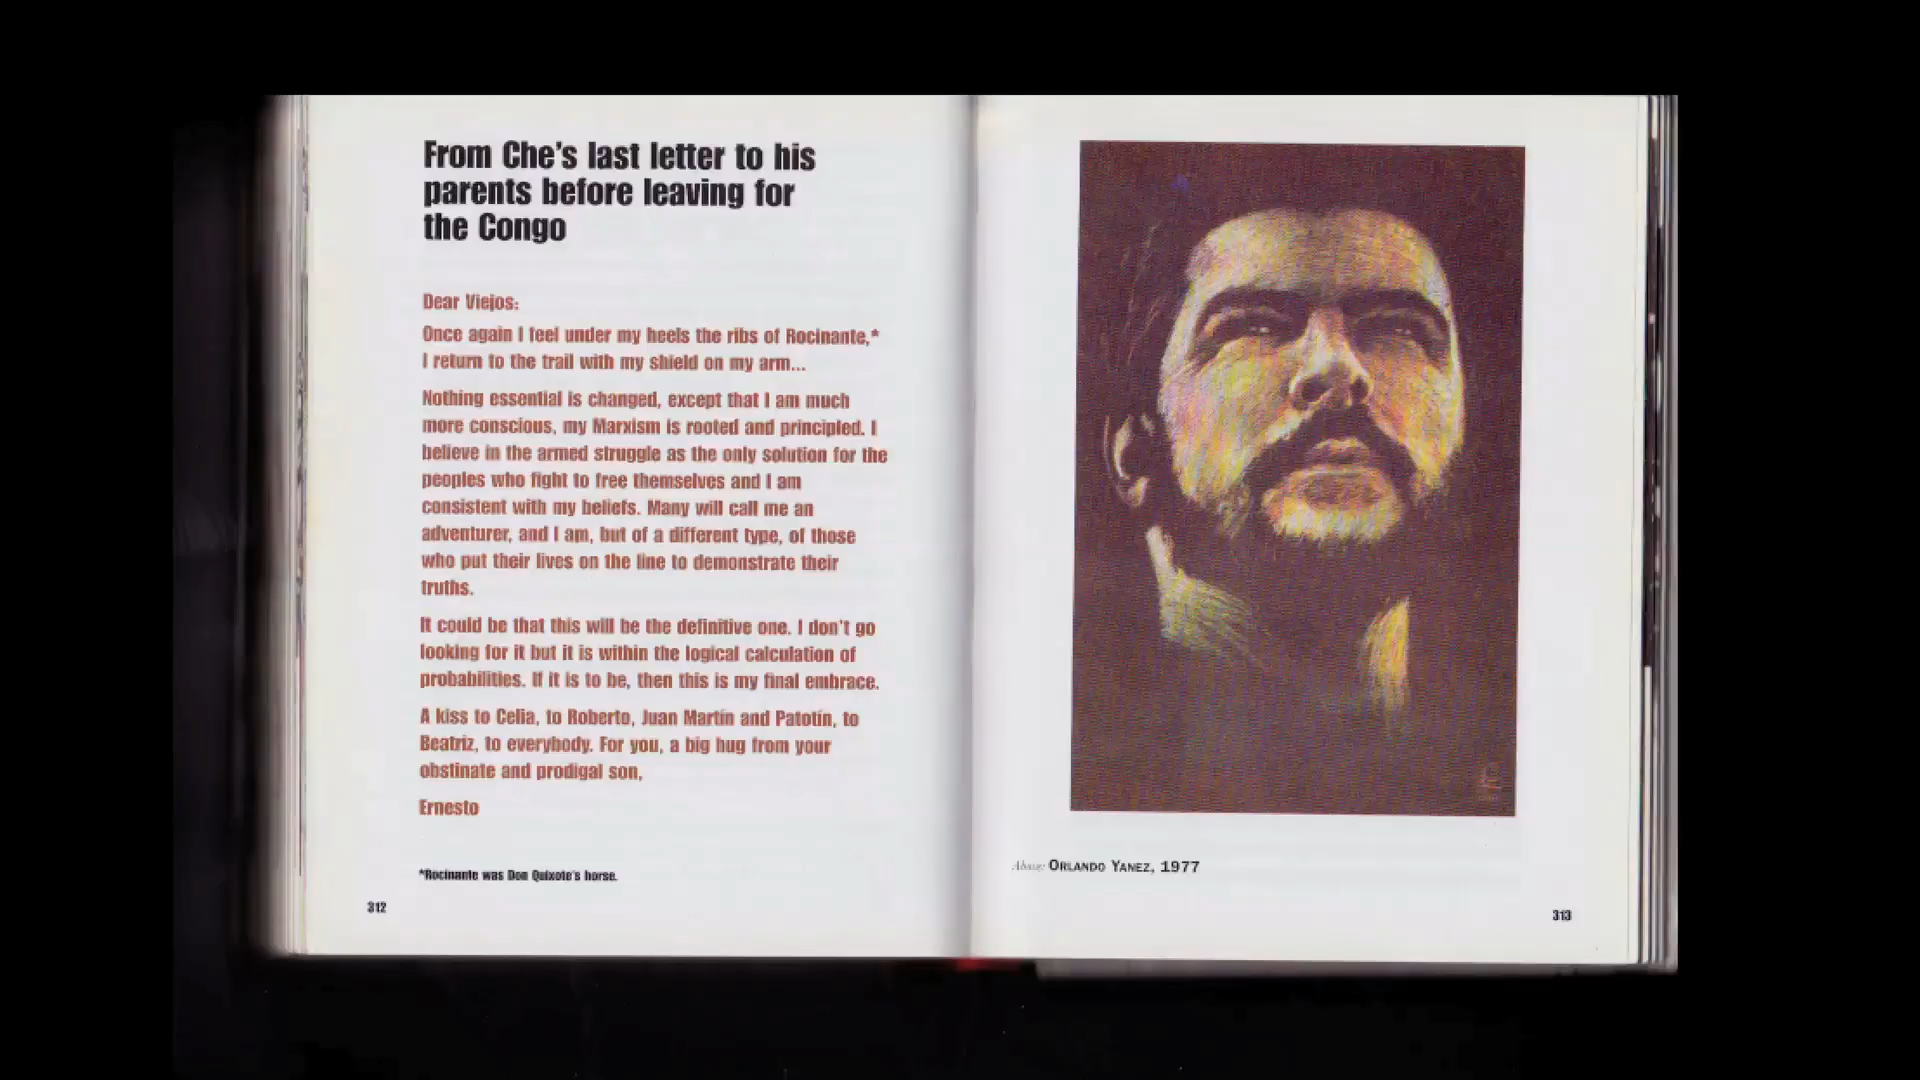 From Che's last letter to his
parents before leaving for
the Congo
Dear Viejos:
Once again I feel under my heels the ribs of Rocinante,*
I return to the trail with my shield on my arm...
Nothing essential is changed, except that I am much
more conscious, my Marxism is rooted and principled. I
believe in the armed struggle as the only solution for the
peoples who fight to free themselves and I am
consistent with my beliefs. Many will call me an
adventurer, and I am, but of a different type, of those
who put their lives on the line to demonstrate their
truths.
It could be that this will be the definitive one. I don't go
looking for it but it is within the logical calculation of
probabilities. If it is to be, then this is my final embrace.
A kiss to Celia, to Roberto, Juan Martín and Patotín, to
Beatriz, to everybody. For you, a big hug from your
obstinate and prodigal son,
Ernesto
*Rocinante was Don Quixote's horse.
312
Above: ORLANDO YANEZ, 1977
313